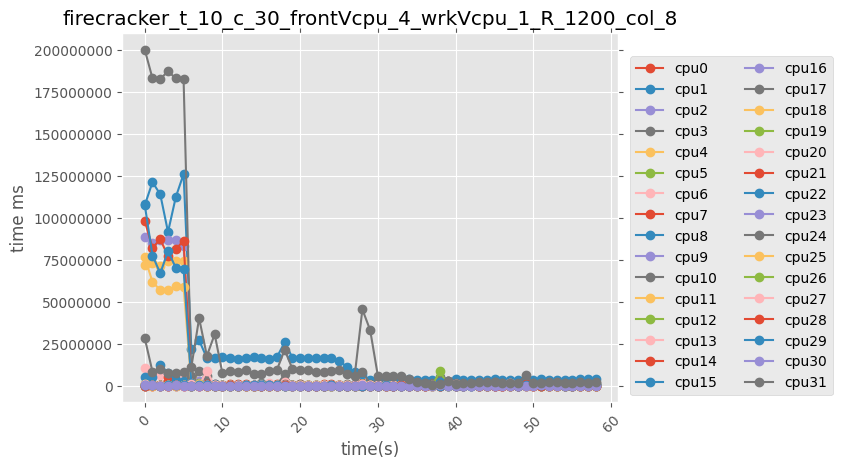 firecracker_t_10_c_30_frontVcpu_4_wrkVcpu_1_R_1200_col_8
time ms
200000000
175000000
150000000
125000000
100000000
75000000
50000000
25000000
0
0
10
20
30
40
50
60
time(s)
cpu0
cpu1
cpu2
cpu3
cpu4
cpu5
cpu6
cpu7
cpu8
cpu9
cpu10
cpu11
cpu12
cpu13
cpu14
cpu15
cpu16
cpu17
cpu18
cpu19
cpu20
cpu21
cpu22
cpu23
cpu24
cpu25
cpu26
cpu27
cpu28
cpu29
cpu30
cpu31